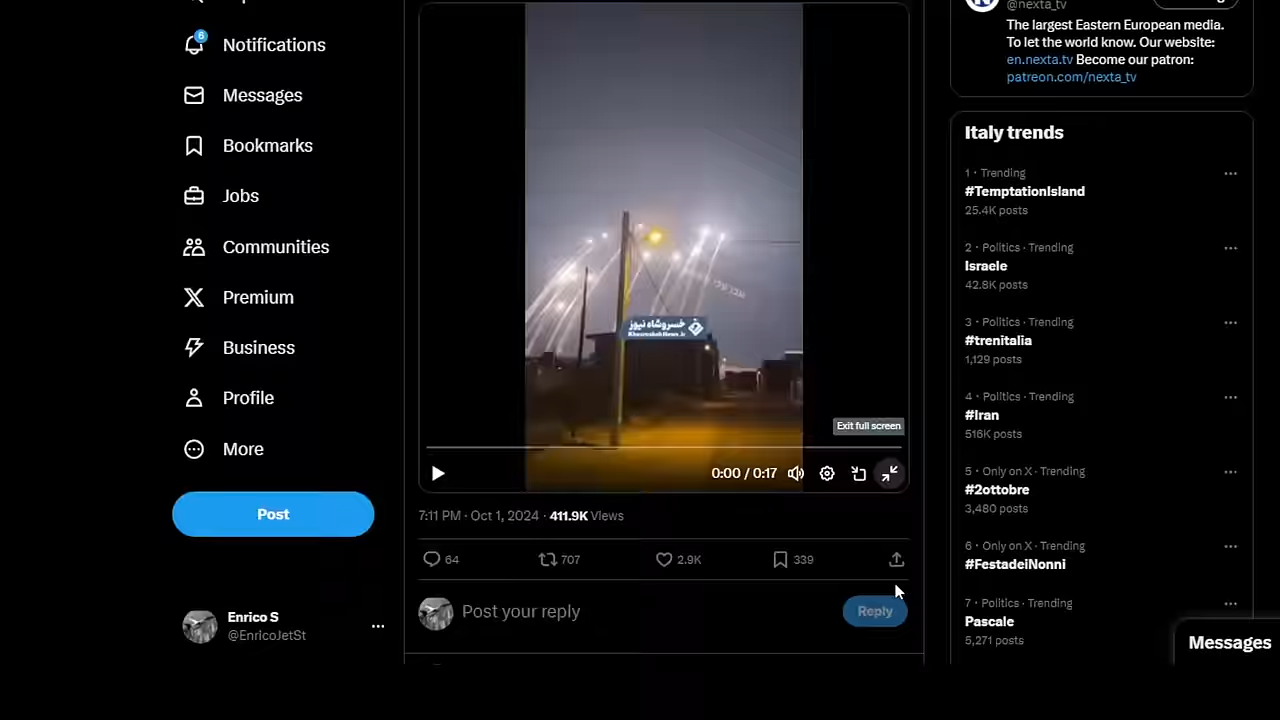 Notifications
6
Messages
Bookmarks
Jobs
Communities
Premium
Business
Profile
More
Post
Enrico S
@EnricoJetSt
خسروشاه نیوز
Exit full screen
0:00 / 0:17
7:11 PM · Oct 1, 2024 · 411.9K Views
64
707
2.9K
339
Post your reply
Reply
@nexta_tv
The largest Eastern European media.
To let the world know. Our website:
en.nexta.tv Become our patron:
patreon.com/nexta_tv
Italy trends
1 · Trending
#TemptationIsland
25.4K posts
2 · Politics · Trending
Israele
42.8K posts
3 · Politics · Trending
#trenitalia
1,129 posts
4 · Politics · Trending
#Iran
516K posts
5 · Only on X · Trending
#2ottobre
3,480 posts
6 · Only on X · Trending
#FestadeiNonni
7 · Politics · Trending
Pascale
5,271 posts
Messages